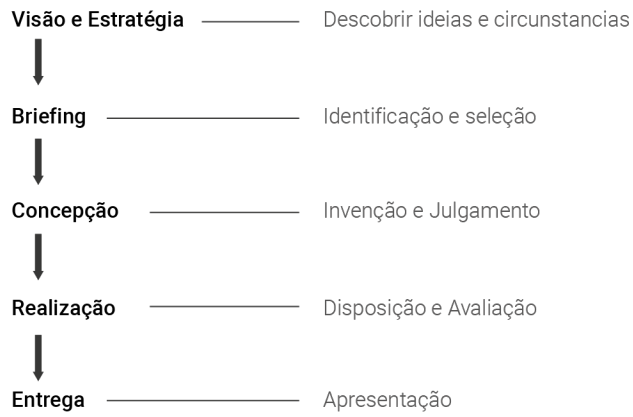 Visão e Estratégia Descobrir ideias e circunstancias
Briefing Identificação e seleção
Concepção Invenção e Julgamento
Realização Disposição e Avaliação
Entrega Apresentação